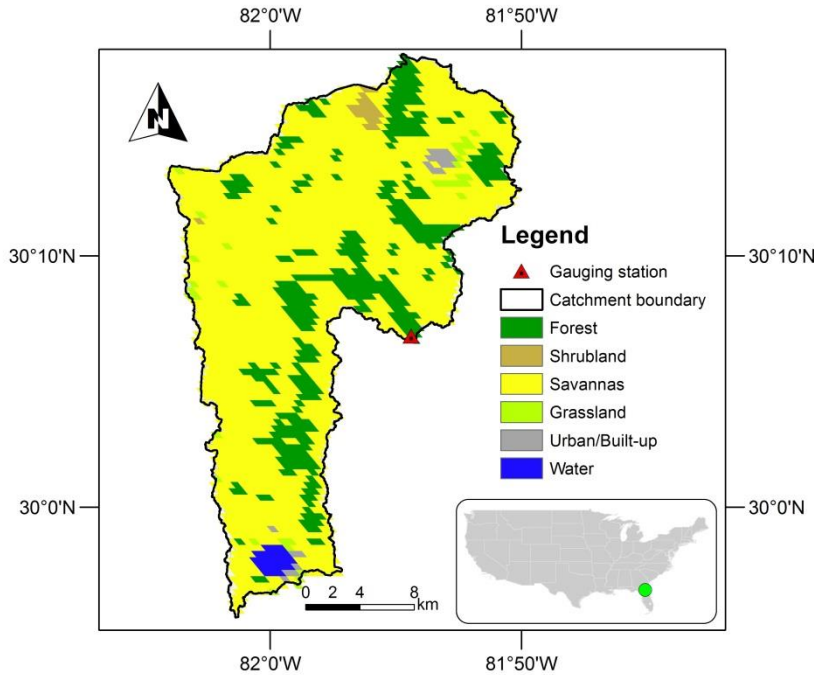 82°0'W 81°50'W
N
30°10'N 30°10'N
Legend
Gauging station
Catchment boundary
Forest
Shrubland
Savannas
Grassland
Urban/Built-up
Water
30°0'N 30°0'N
0 2 4 8
km
82°0'W 81°50'W